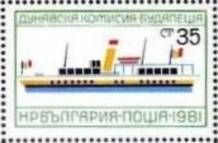 ДУНАВСКА КОМИСИЯ БУДАПЕЩА
СТ 35
НР БЪЛГАРИЯ·ПОЩА·1981